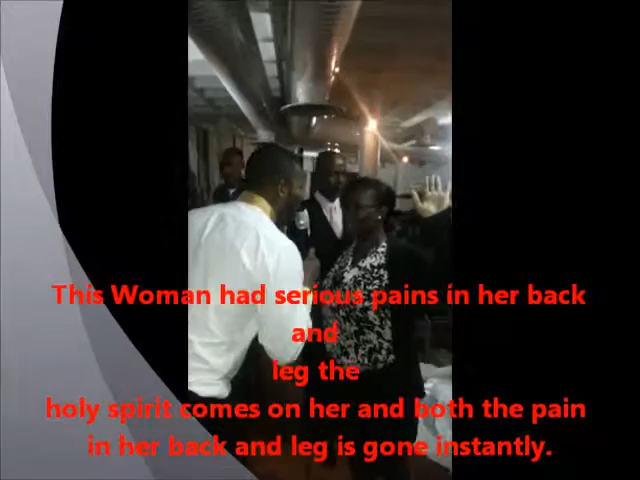 This Woman had serious pains in her back
and
leg the
holy spirit comes on her and both the pain
in her back and leg is gone instantly.